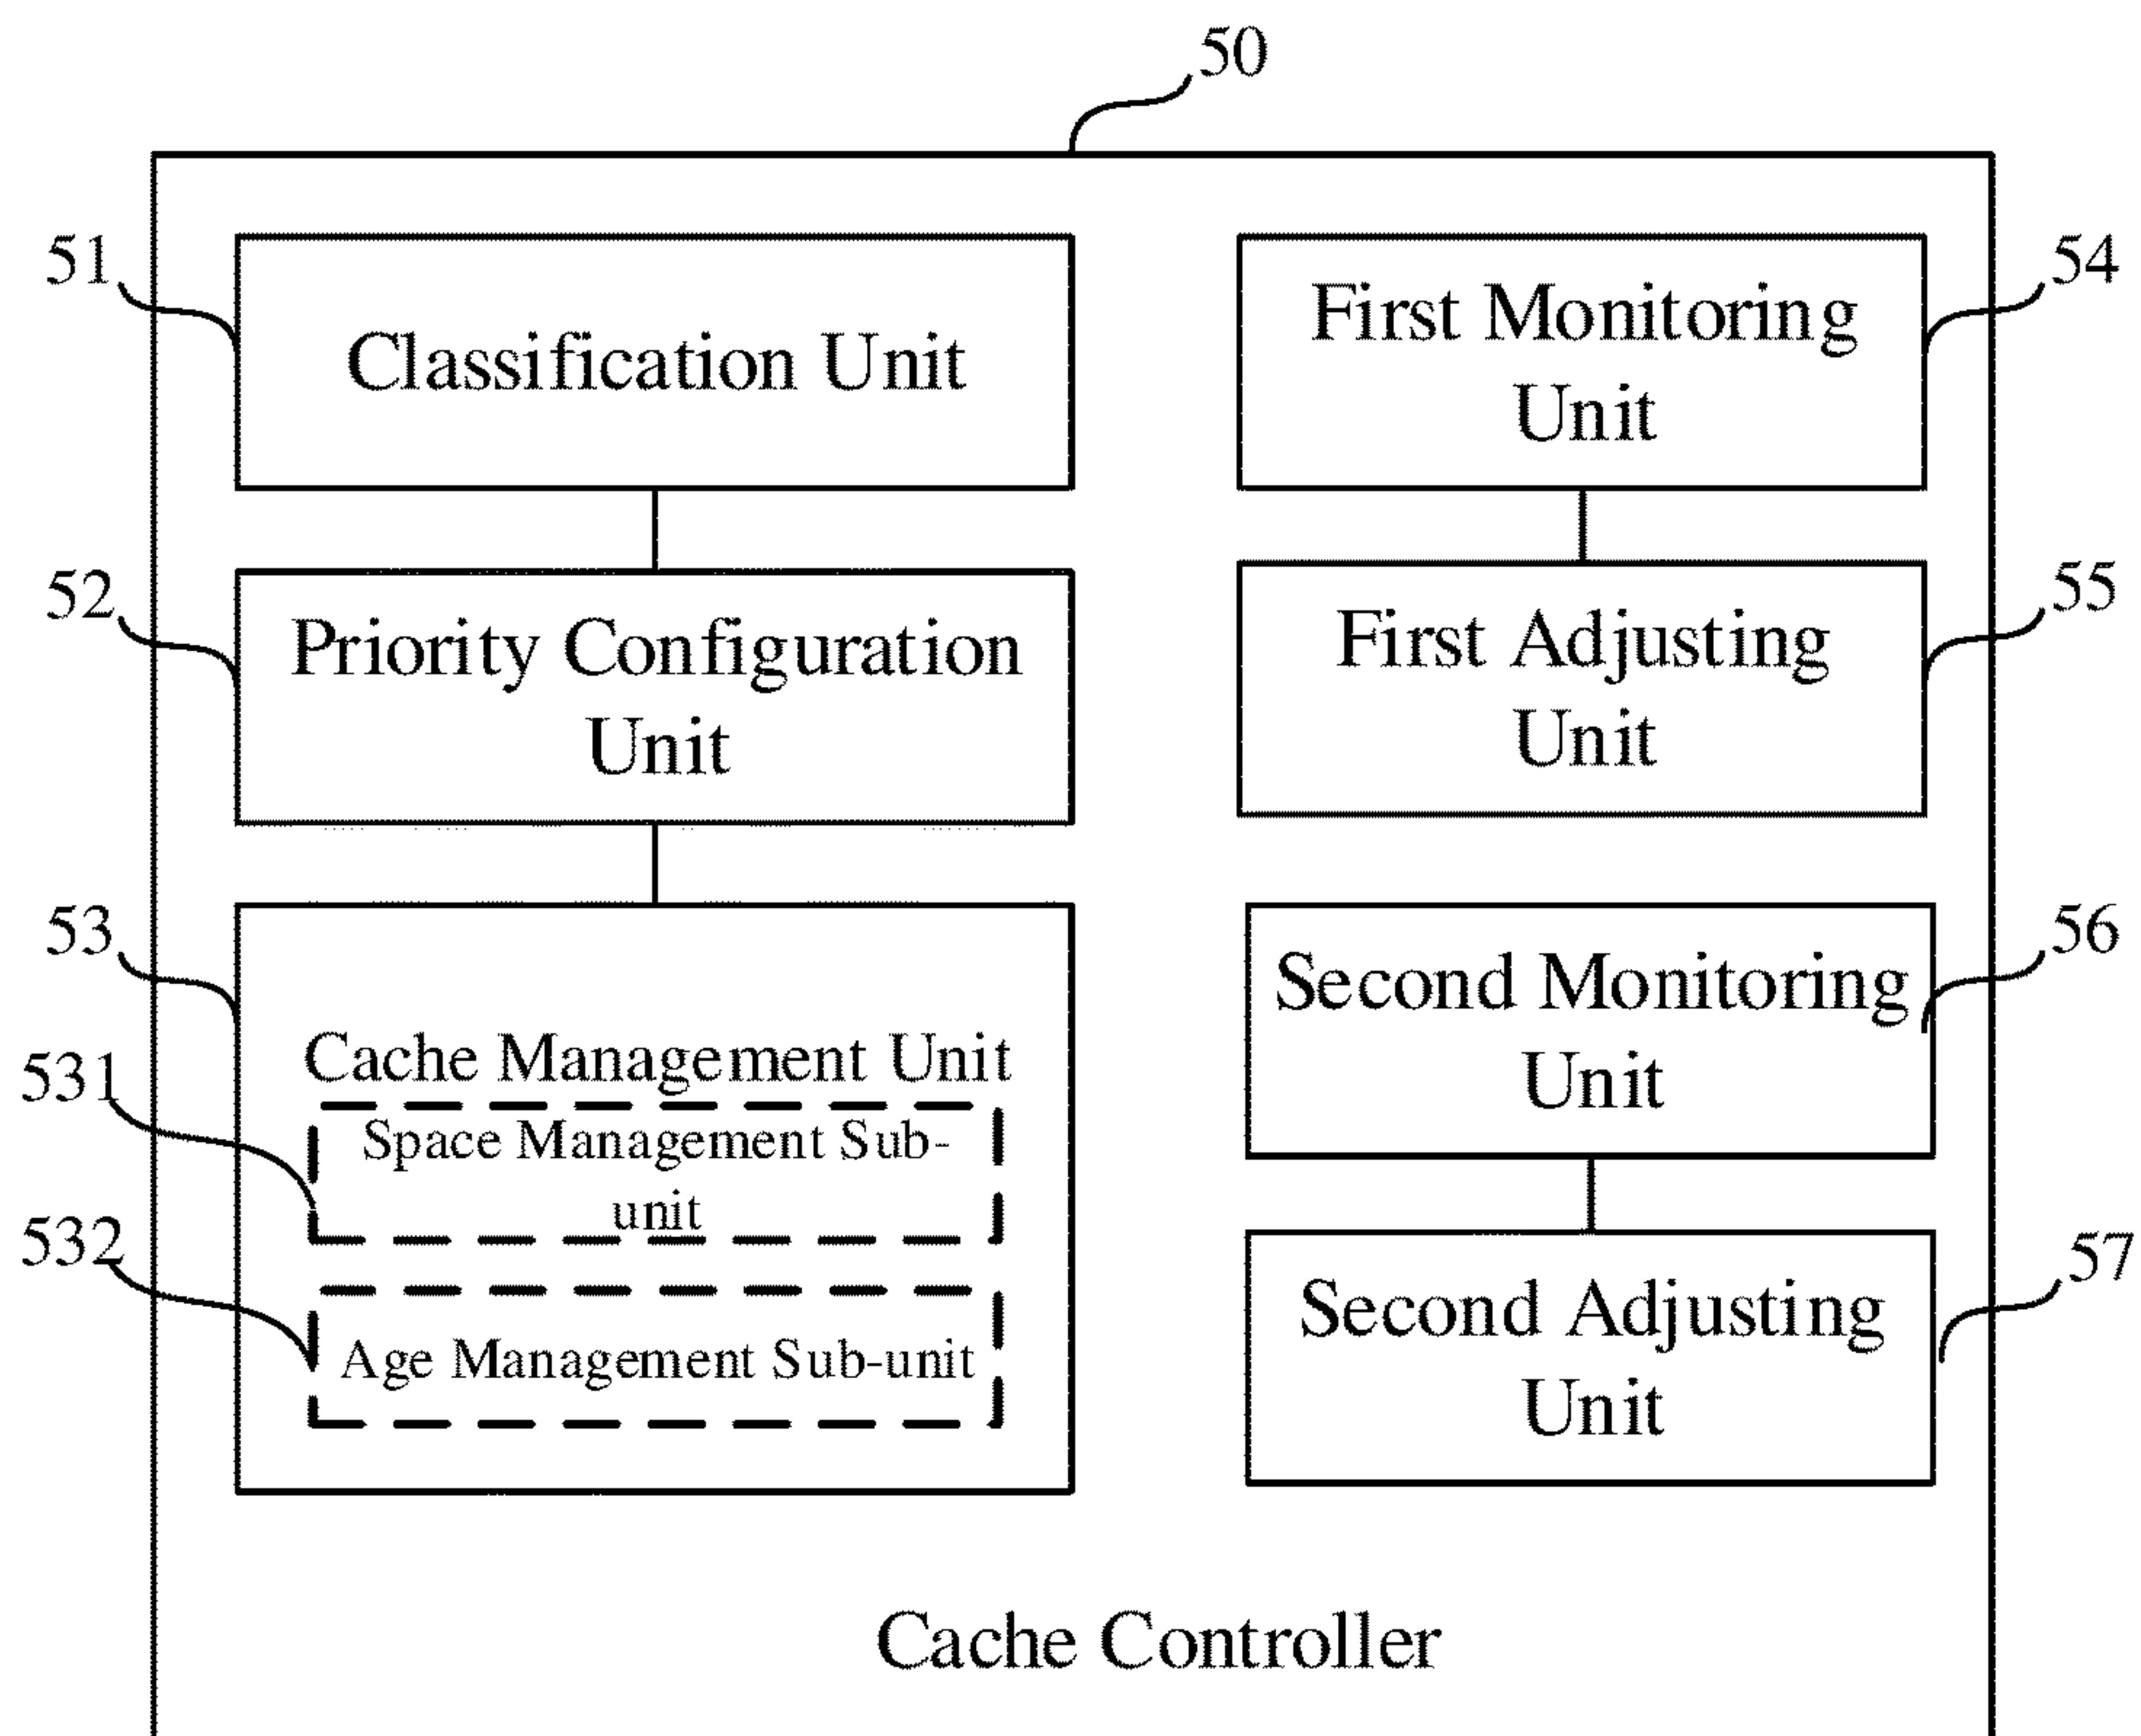 50
51
Classification Unit
52
Priority Configuration
Unit
53
Cache Management Unit
531
Space Management Sub-
unit
532
Age Management Sub-unit
54
First Monitoring
Unit
55
First Adjusting
Unit
56
Second Monitoring
Unit
57
Second Adjusting
Unit
Cache Controller